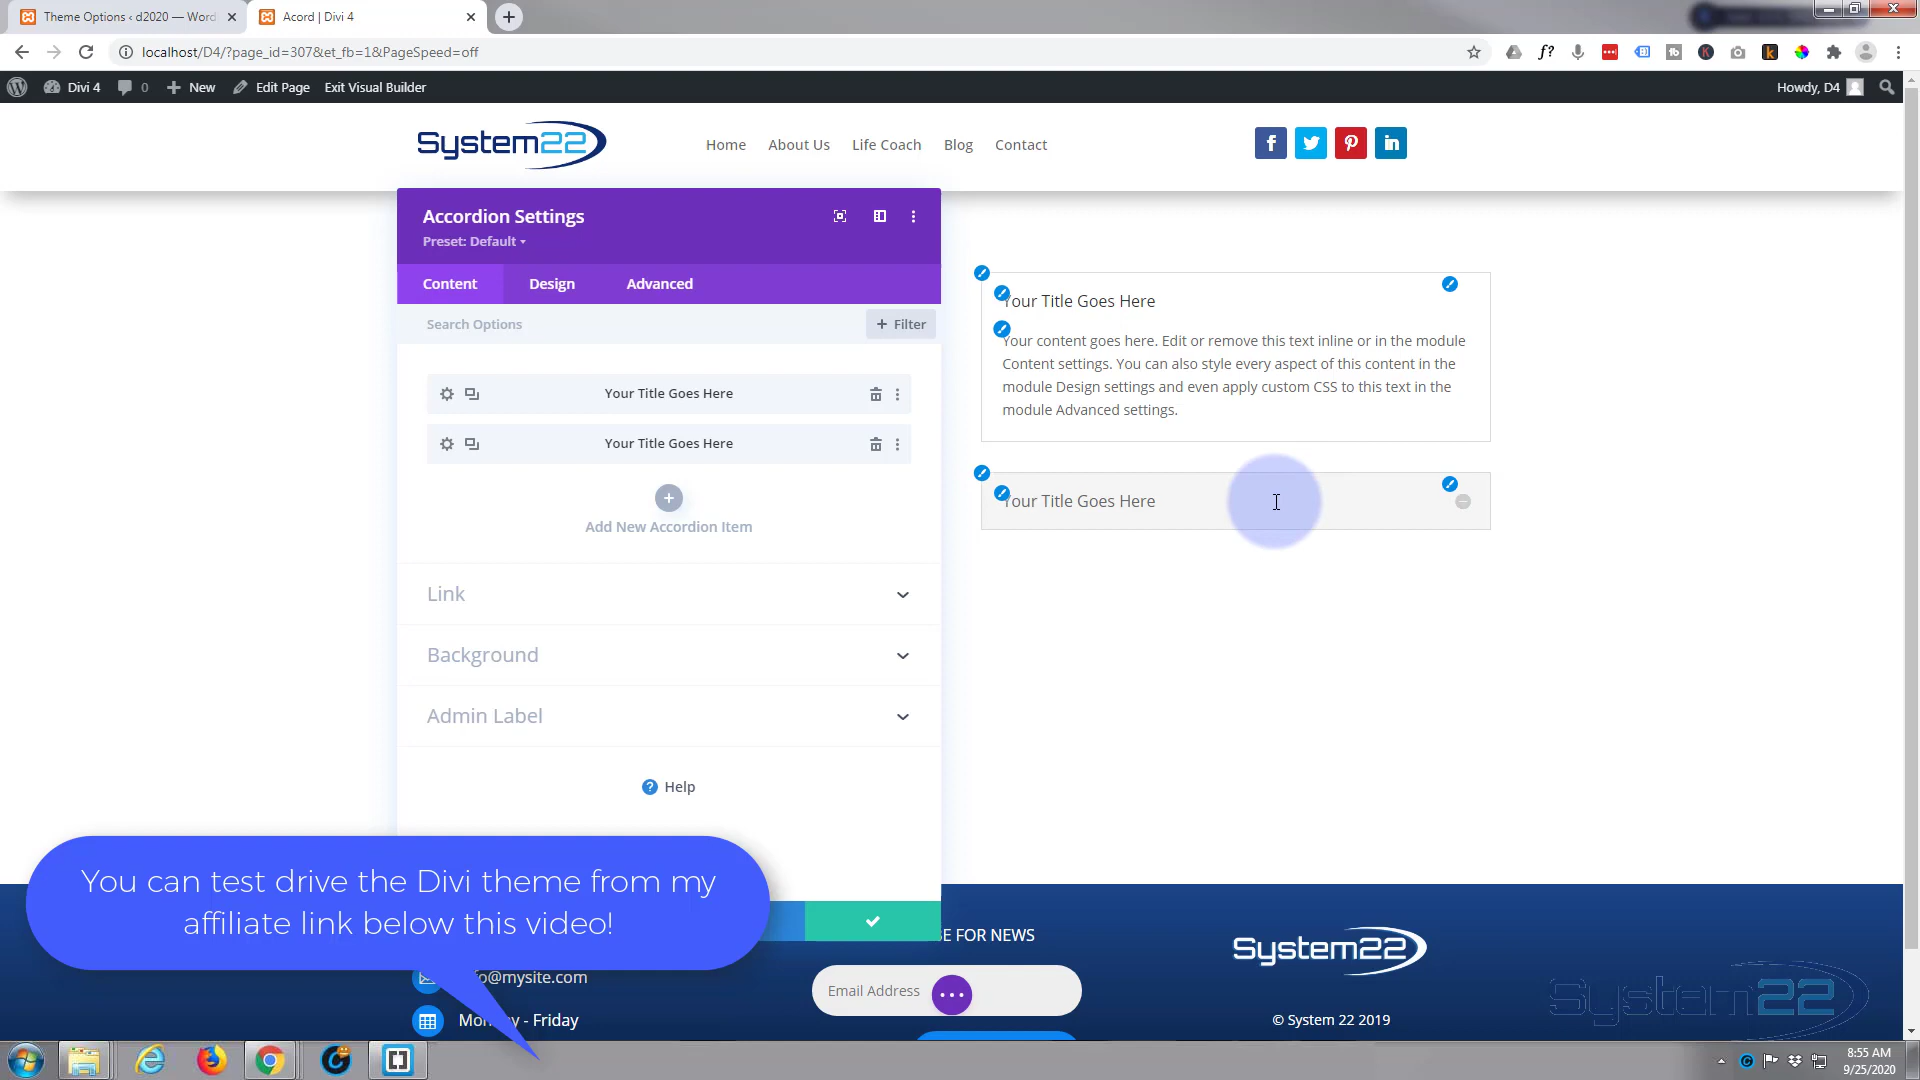 Theme Options ‹ d2020 — Word
Acord | Divi 4
localhost/D4/?page_id=307&et_fb=1&PageSpeed=off
Divi 4
0
New
Edit Page
Exit Visual Builder
Howdy, D4
System22
Home
About Us
Life Coach
Blog
Contact
Accordion Settings
Preset: Default
Content
Design
Advanced
Search Options
+ Filter
Your Title Goes Here
Your Title Goes Here
Add New Accordion Item
Link
Background
Admin Label
Help
Your Title Goes Here
Your content goes here. Edit or remove this text inline or in the module
Content settings. You can also style every aspect of this content in the
module Design settings and even apply custom CSS to this text in the
module Advanced settings.
Your Title Goes Here
You can test drive the Divi theme from my
affiliate link below this video!
E FOR NEWS
Email Address
@mysite.com
Monday - Friday
System22
© System 22 2019
System22
8:55 AM
9/25/2020